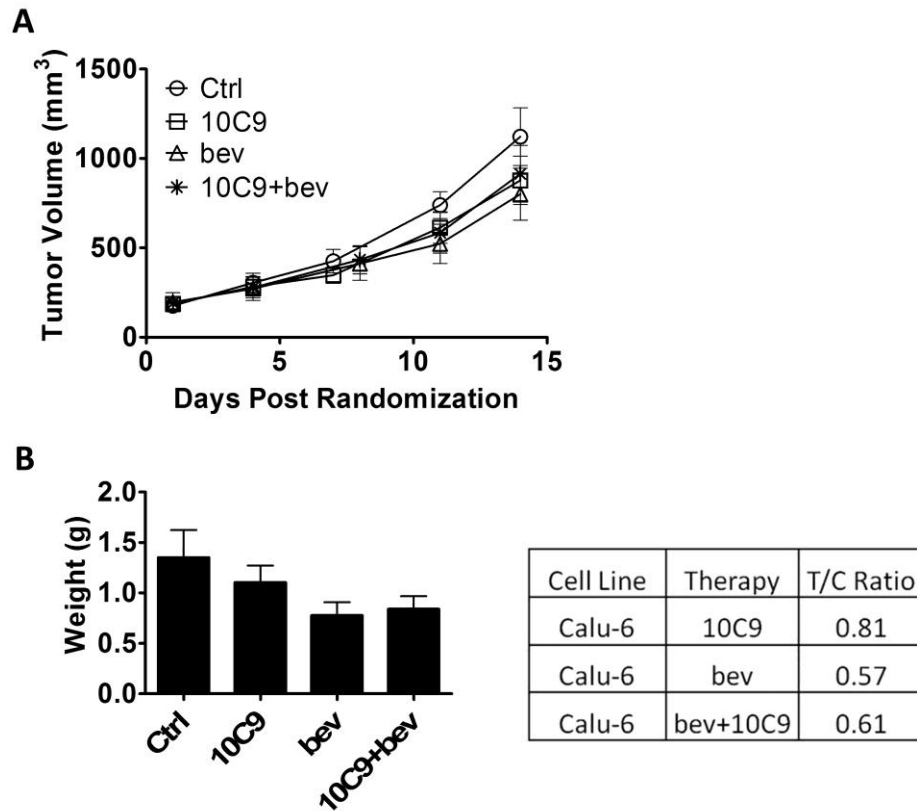 A
Tumor Volume (mm³)
1500
1000
500
0
Ctrl
10C9
bev
10C9+bev
0 5 10 15
Days Post Randomization
B
Weight (g)
2.0
1.5
1.0
0.5
0.0
Ctrl 10C9 bev 10C9+bev
Cell Line Therapy T/C Ratio
Calu-6 10C9 0.81
Calu-6 bev 0.57
Calu-6 bev+10C9 0.61